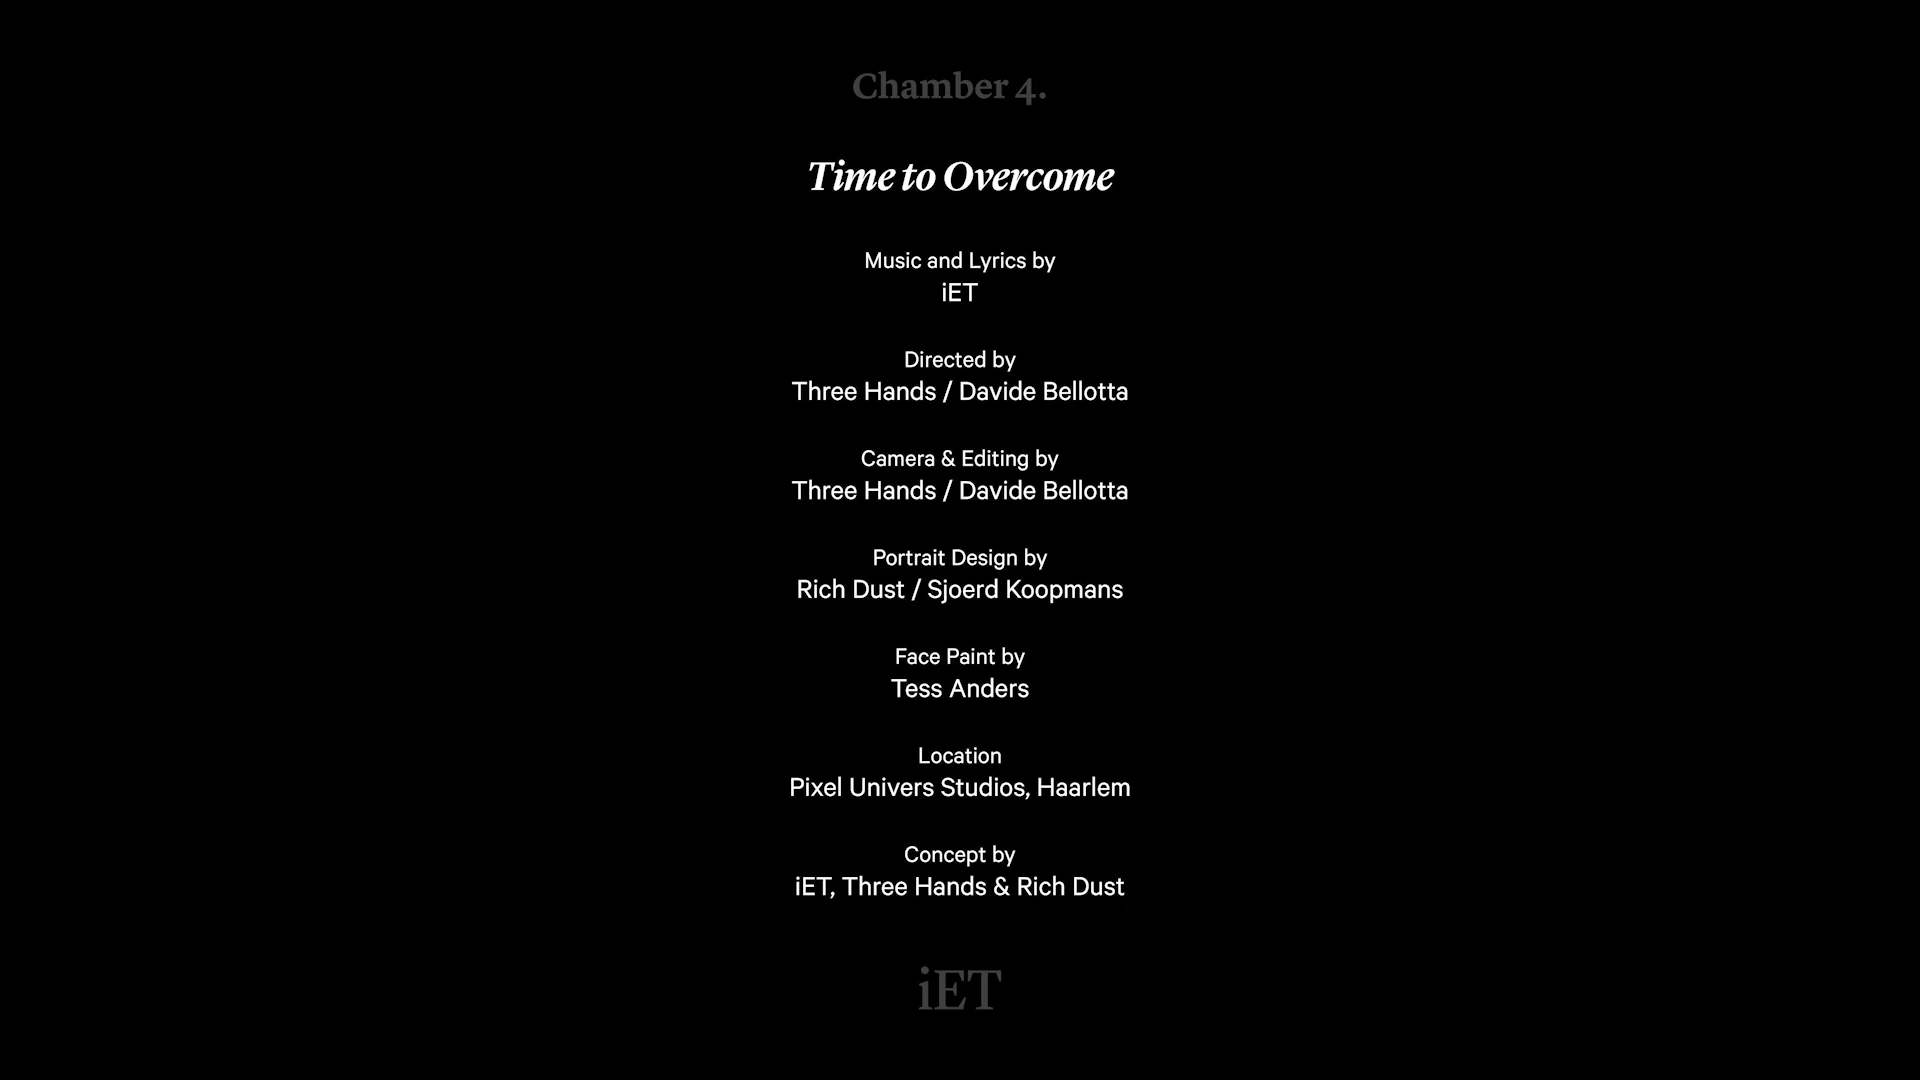 Chamber 4.
Time to Overcome
Music and Lyrics by
iET
Directed by
Three Hands / Davide Bellotta
Camera & Editing by
Three Hands / Davide Bellotta
Portrait Design by
Rich Dust / Sjoerd Koopmans
Face Paint by
Tess Anders
Location
Pixel Univers Studios, Haarlem
Concept by
iET, Three Hands & Rich Dust
iET